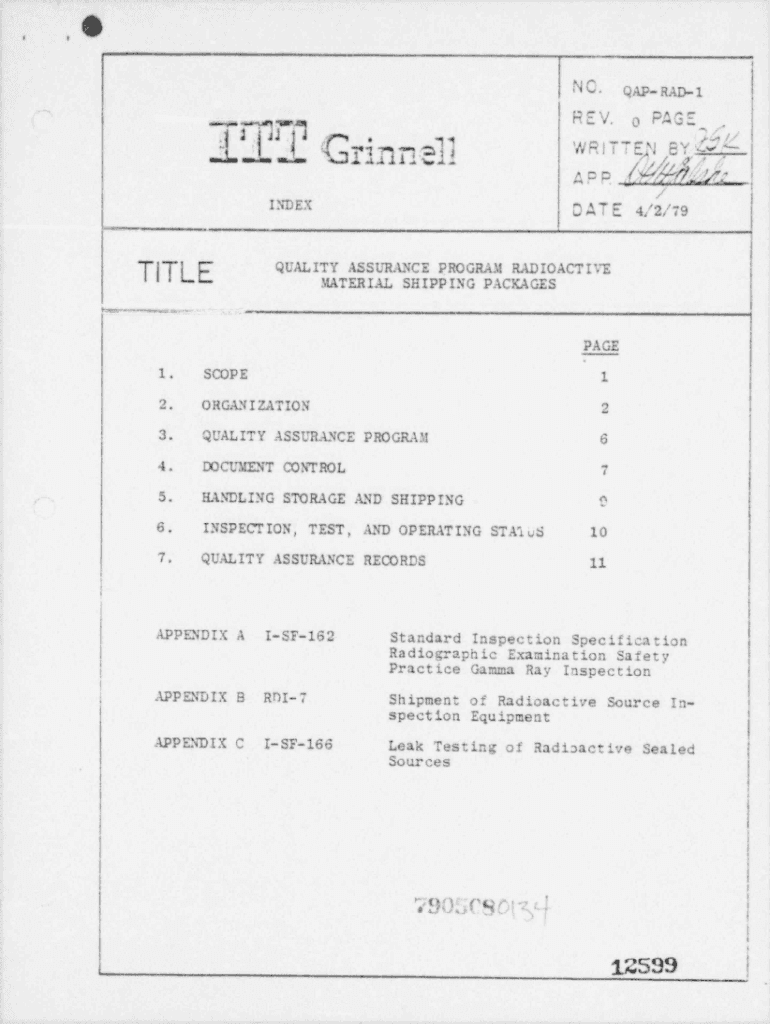 ITT Grinnell
INDEX
NO. QAP-RAD-1
REV. 0 PAGE
WRITTEN BY
APP.
DATE 4/2/79
TITLE
QUALITY ASSURANCE PROGRAM RADIOACTIVE
MATERIAL SHIPPING PACKAGES
PAGE
1. SCOPE 1
2. ORGANIZATION 2
3. QUALITY ASSURANCE PROGRAM 6
4. DOCUMENT CONTROL 7
5. HANDLING STORAGE AND SHIPPING 9
6. INSPECTION, TEST, AND OPERATING STATUS 10
7. QUALITY ASSURANCE RECORDS 11
APPENDIX A I-SF-162 Standard Inspection Specification
Radiographic Examination Safety
Practice Gamma Ray Inspection
APPENDIX B RDI-7 Shipment of Radioactive Source In-
spection Equipment
APPENDIX C I-SF-166 Leak Testing of Radioactive Sealed
Sources
7905080134
12599